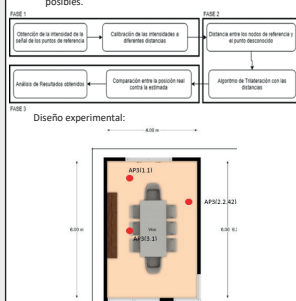 posibles.
FASE 1
FASE 2
Obtención de la intensidad de la
señal de los puntos de referencia
Calibración de las intensidades a
diferentes distancias
Distancia entre los nodos de referencia y
el punto desconocido
Análisis de Resultados obtenidos
Comparación entre la posición real
contra la estimada
Algoritmo de Trilateración con las
distancias
FASE 3
Diseño experimental:
4.00 m
AP3(1.1)
AP3(2.2.42)
6.00 m
AP3(3.1)
6.00